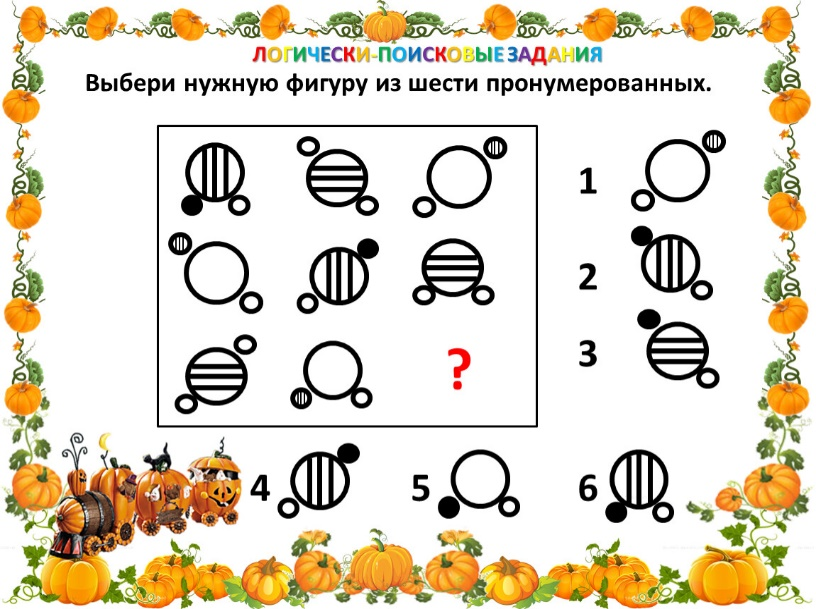 ЛОГИЧЕСКИ-ПОИСКОВЫЕ ЗАДАНИЯ
Выбери нужную фигуру из шести пронумерованных.
1
2
?
3
4 5 6